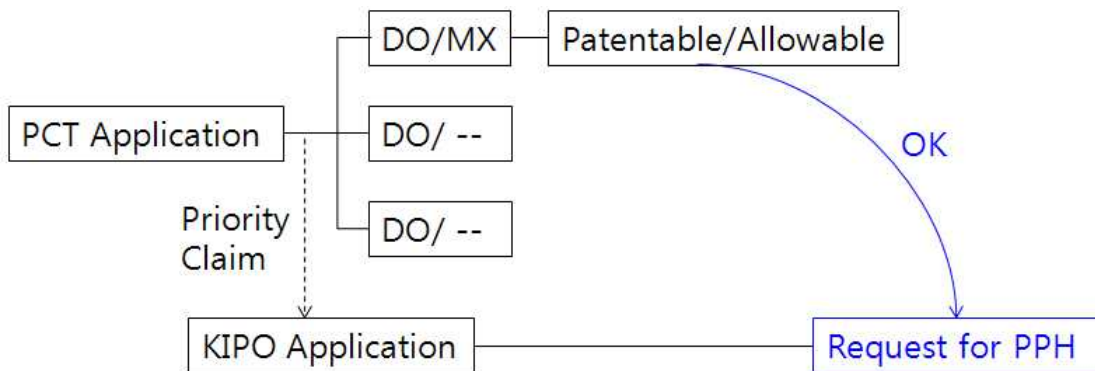 DO/MX
Patentable/Allowable
PCT Application
DO/ --
OK
Priority
Claim
DO/ --
KIPO Application
Request for PPH